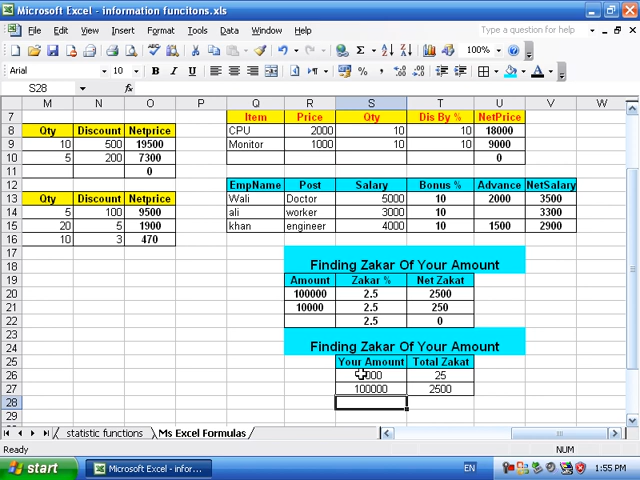 Microsoft Excel - information funcitons.xls
File Edit View Insert Format Tools Data Window Help
Type a question for help
100%
Arial 10 B I U
S28 fx
M N O P Q R S T U V W
7 Item Price Qty Dis By % NetPrice
8 Qty Discount Netprice CPU 2000 10 10 18000
9 10 500 19500 Monitor 1000 10 10 9000
10 5 200 7300 0
11 0
12 EmpName Post Salary Bonus % Advance NetSalary
13 Qty Discount Netprice Wali Doctor 5000 10 2000 3500
14 5 100 9500 ali worker 3000 10 3300
15 20 5 1900 khan engineer 4000 10 1500 2900
16 10 3 470
17
18 Finding Zakar Of Your Amount
19 Amount Zakar % Net Zakat
20 100000 2.5 2500
21 10000 2.5 250
22 2.5 0
23
24 Finding Zakar Of Your Amount
25 Your Amount Total Zakat
26 25
27 100000 2500
28
29
statistic functions Ms Excel Formulas
Ready NUM
start Microsoft Excel - infor... EN 1:55 PM